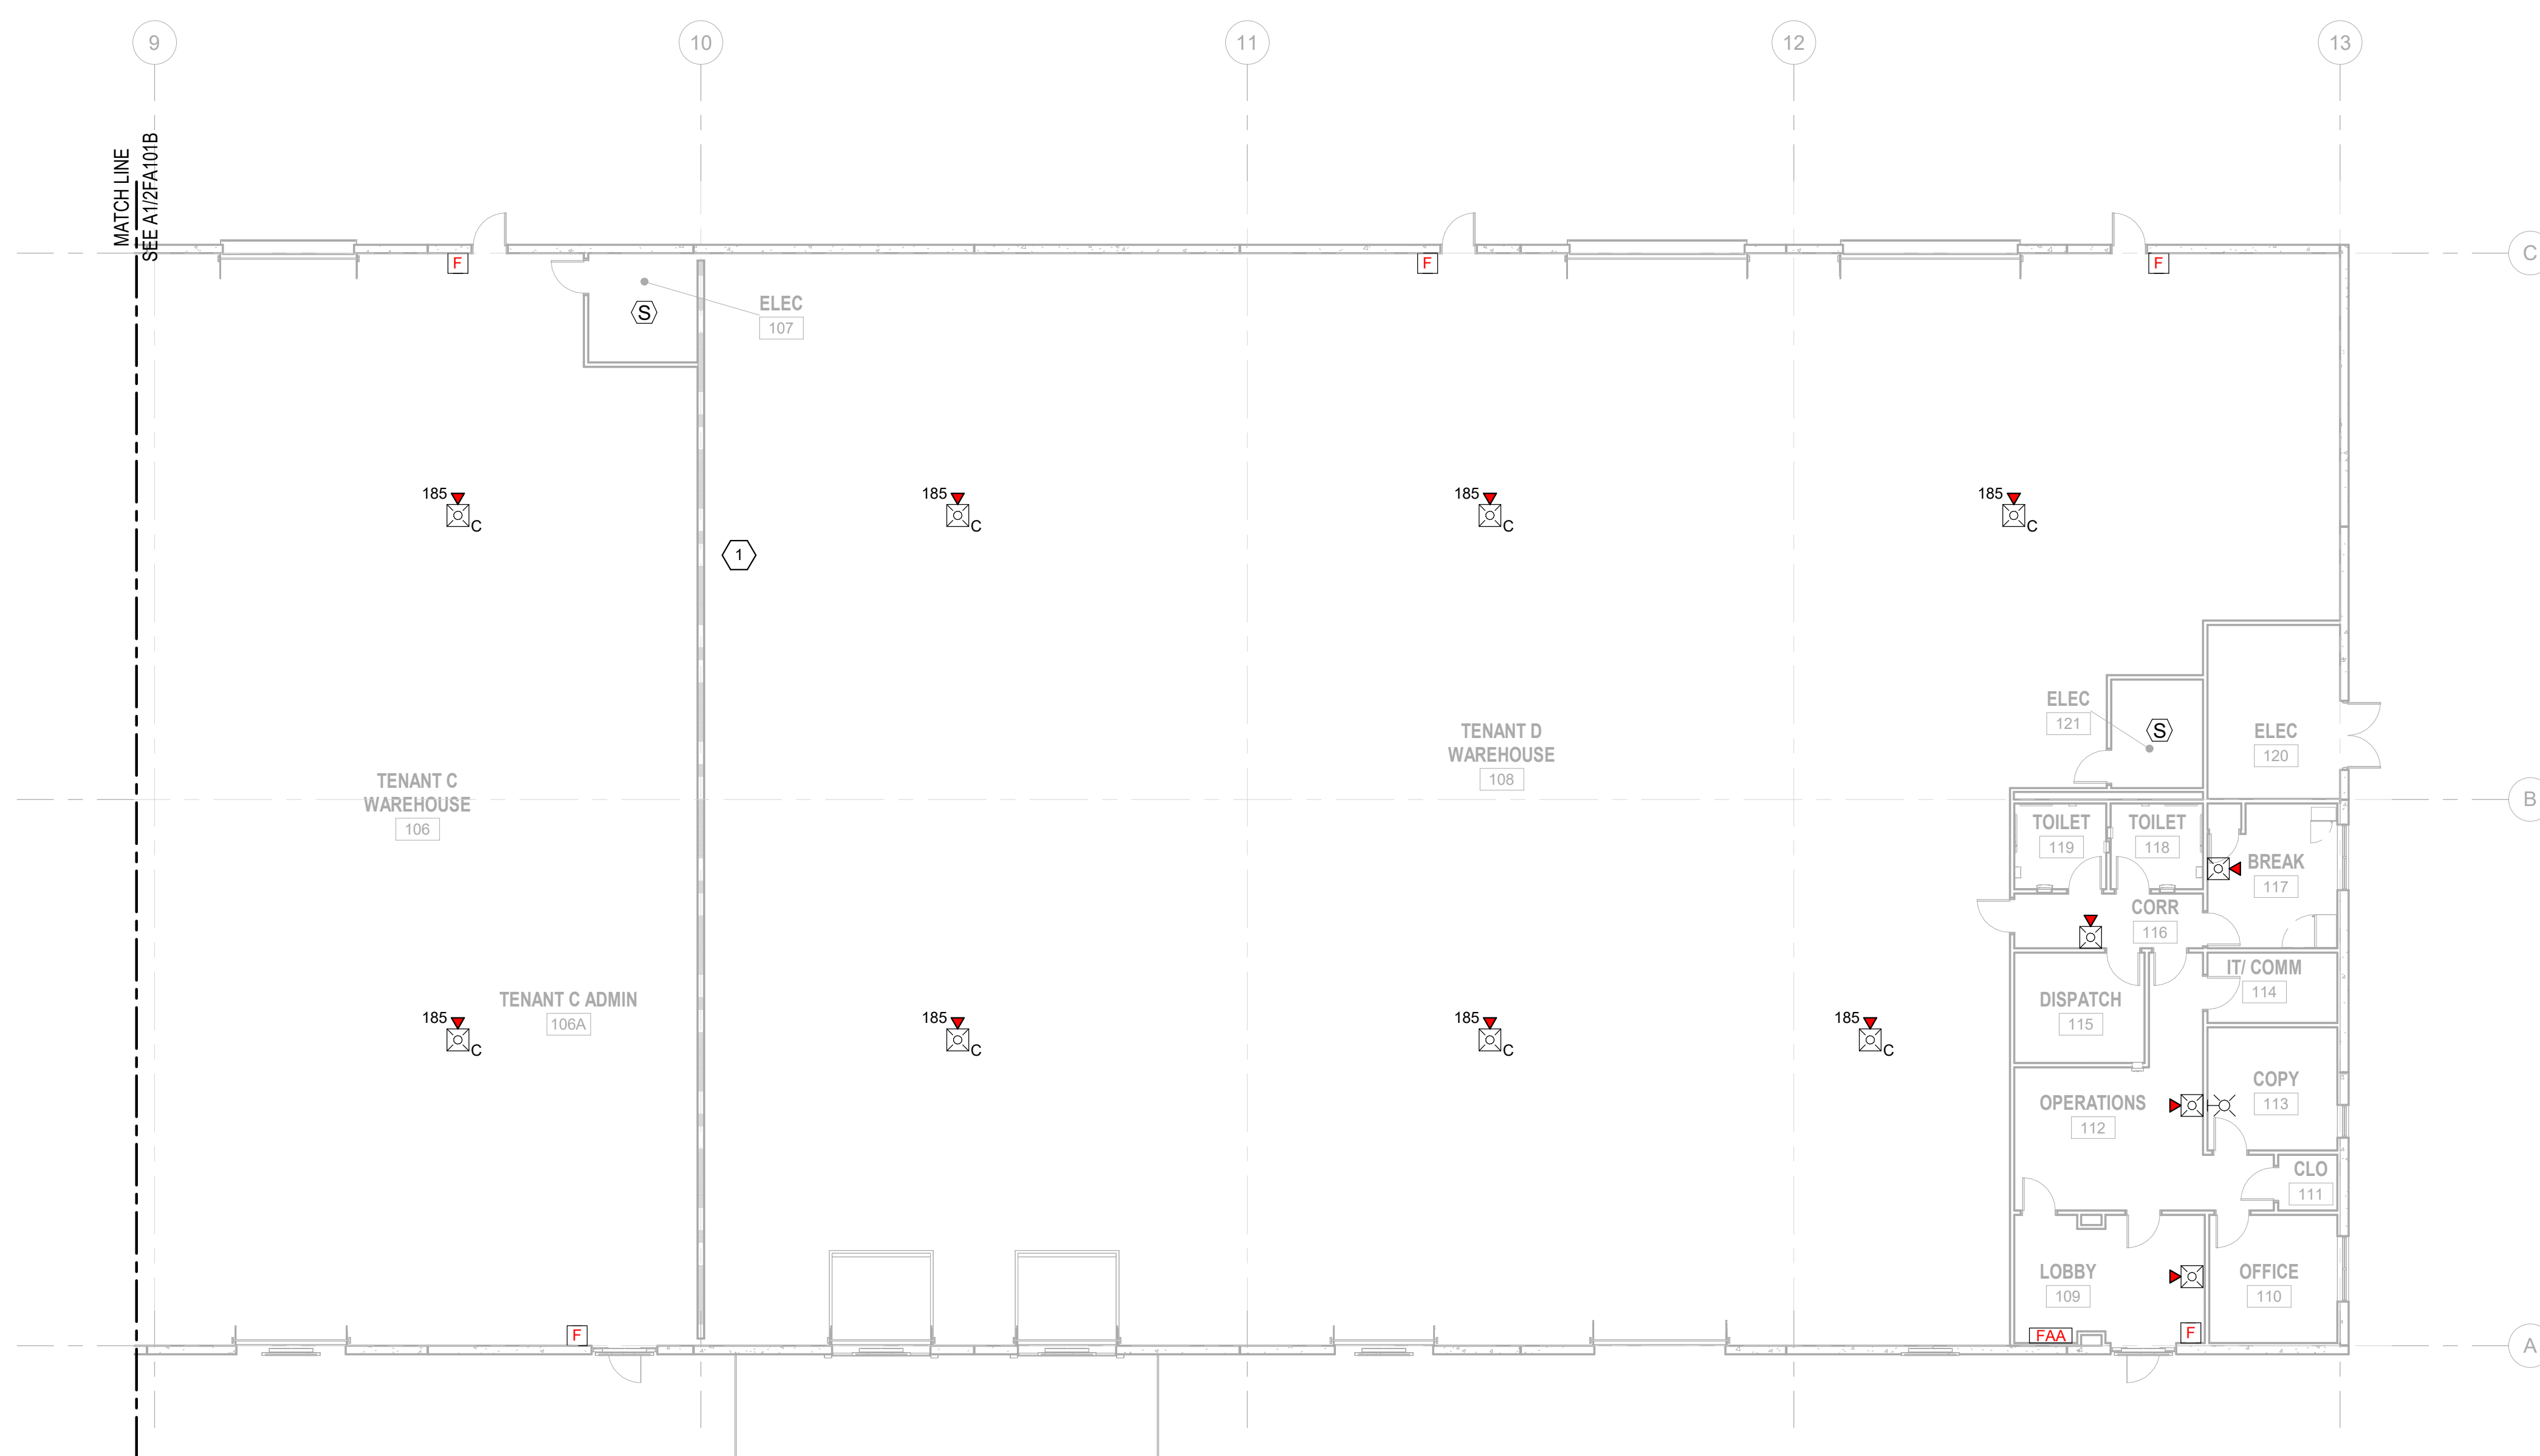 9
10
11
12
13
MATCH LINE
SEE A1/2FA101B
C
F
F
F
S
ELEC
107
185
C
185
C
185
C
185
C
1
ELEC
121
S
ELEC
120
TENANT D
WAREHOUSE
108
TENANT C
WAREHOUSE
106
B
TOILET
119
TOILET
118
BREAK
117
CORR
116
IT/ COMM
114
TENANT C ADMIN
106A
DISPATCH
115
185
C
185
C
185
C
185
C
COPY
113
OPERATIONS
112
CLO
111
LOBBY
109
OFFICE
110
F
FAA
F
A